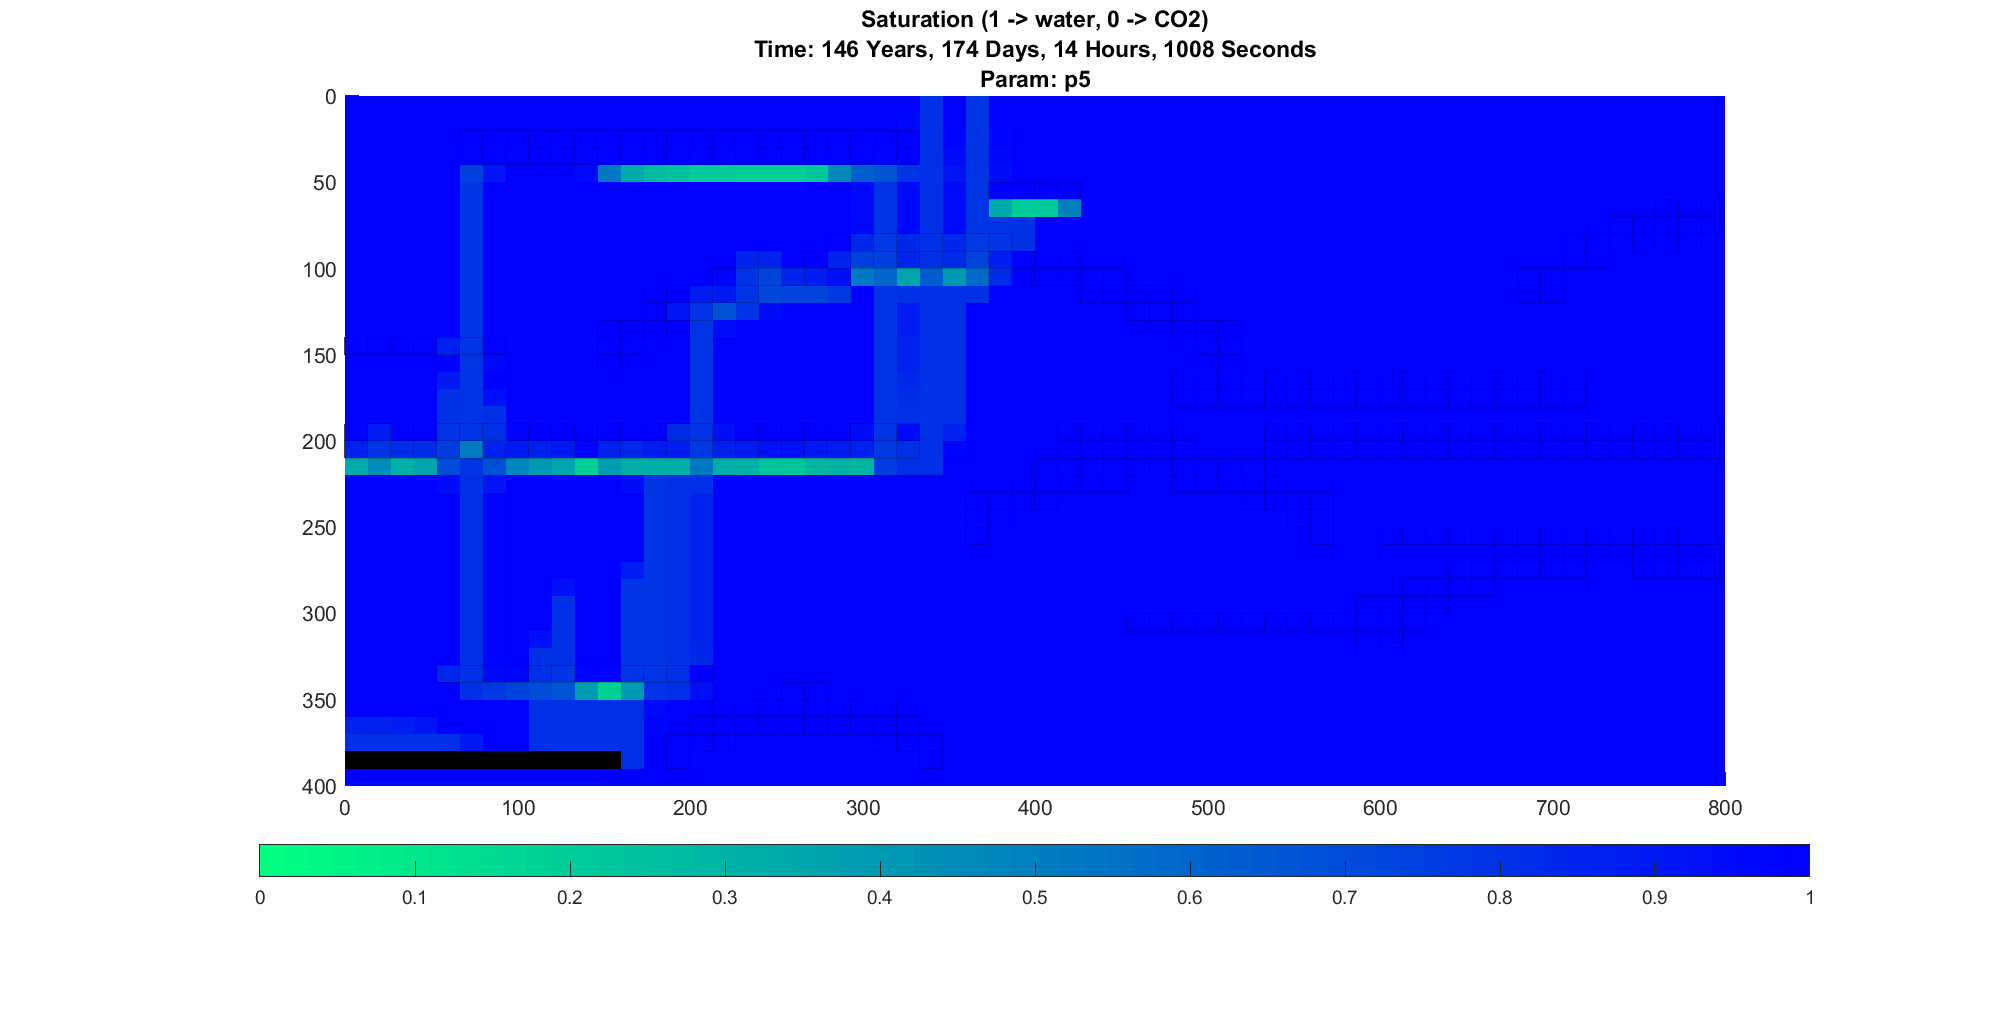 Saturation (1 -> water, 0 -> CO2)
Time: 146 Years, 174 Days, 14 Hours, 1008 Seconds
Param: p5
0
50
100
150
200
250
300
350
400
0 100 200 300 400 500 600 700 800
0 0.1 0.2 0.3 0.4 0.5 0.6 0.7 0.8 0.9 1